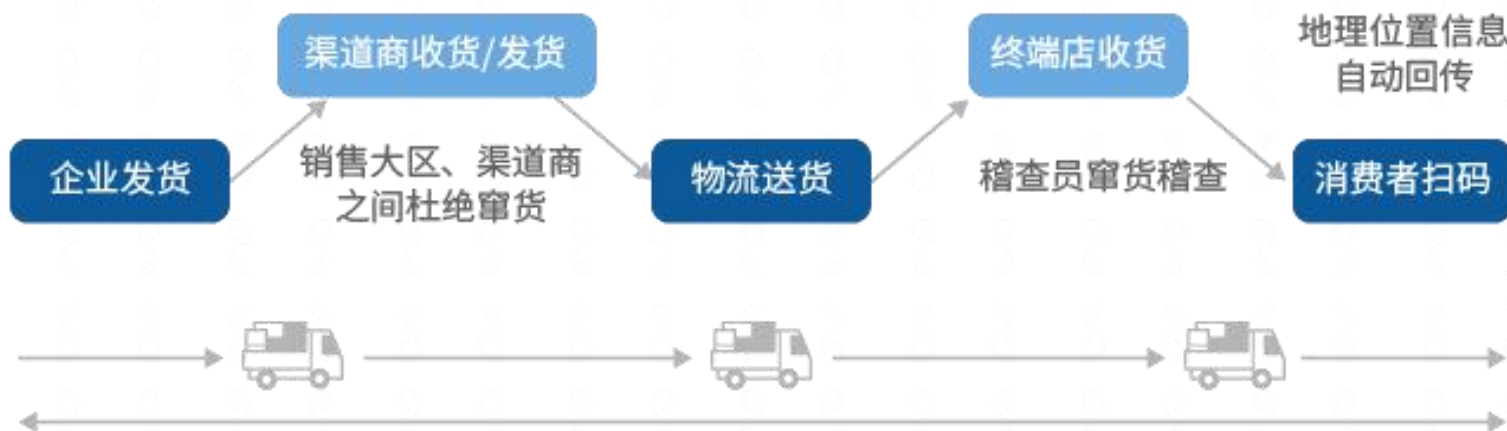 渠道商收货/发货
终端店收货
地理位置信息
自动回传
企业发货
销售大区、渠道商
之间杜绝窜货
物流送货
稽查员窜货稽查
消费者扫码